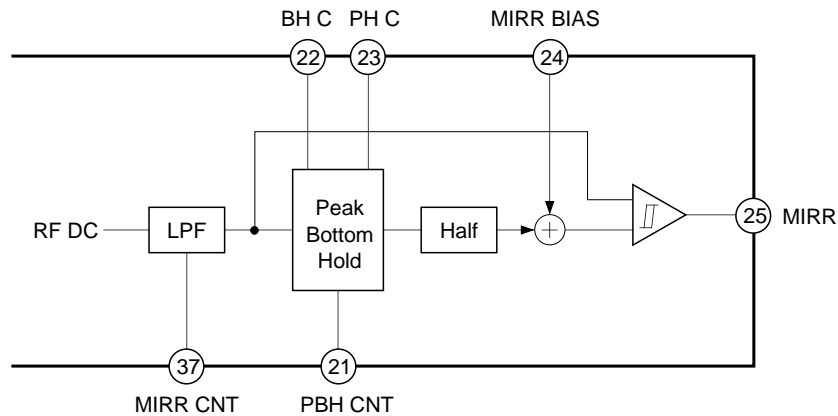 BH C
PH C
MIRR BIAS
22
23
24
RF DC
LPF
Peak
Bottom
Hold
Half
+
25
MIRR
37
21
MIRR CNT
PBH CNT